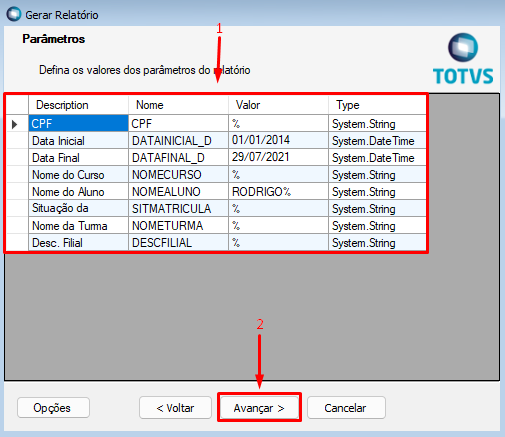 Gerar Relatório
Parâmetros
1
Defina os valores dos parâmetros do relatório
TOTVS
Description Nome Valor Type
CPF CPF % System.String
Data Inicial DATAINICIAL_D 01/01/2014 System.DateTime
Data Final DATAFINAL_D 29/07/2021 System.DateTime
Nome do Curso NOMECURSO % System.String
Nome do Aluno NOMEALUNO RODRIGO% System.String
Situação da SITMATRICULA % System.String
Nome da Turma NOMETURMA % System.String
Desc. Filial DESCFILIAL % System.String
2
Opções < Voltar Avançar > Cancelar